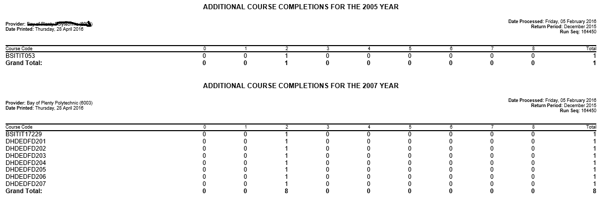 ADDITIONAL COURSE COMPLETIONS FOR THE 2005 YEAR
Provider: Bay of Plenty Polytechnic (6003)
Date Printed: Thursday, 28 April 2016
Date Processed: Friday, 05 February 2016
Return Period: December 2015
Run Seq: 164450
Course Code 0 1 2 3 4 5 6 7 8 Total
BSITIT053 0 0 1 0 0 0 0 0 0 1
Grand Total: 0 0 1 0 0 0 0 0 0 1
ADDITIONAL COURSE COMPLETIONS FOR THE 2007 YEAR
Provider: Bay of Plenty Polytechnic (6003)
Date Printed: Thursday, 28 April 2016
Date Processed: Friday, 05 February 2016
Return Period: December 2015
Run Seq: 164450
Course Code 0 1 2 3 4 5 6 7 8 Total
BSITIT17229 0 0 1 0 0 0 0 0 0 1
DHDEDFD201 0 0 1 0 0 0 0 0 0 1
DHDEDFD202 0 0 1 0 0 0 0 0 0 1
DHDEDFD203 0 0 1 0 0 0 0 0 0 1
DHDEDFD204 0 0 1 0 0 0 0 0 0 1
DHDEDFD205 0 0 1 0 0 0 0 0 0 1
DHDEDFD206 0 0 1 0 0 0 0 0 0 1
DHDEDFD207 0 0 1 0 0 0 0 0 0 1
Grand Total: 0 0 8 0 0 0 0 0 0 8